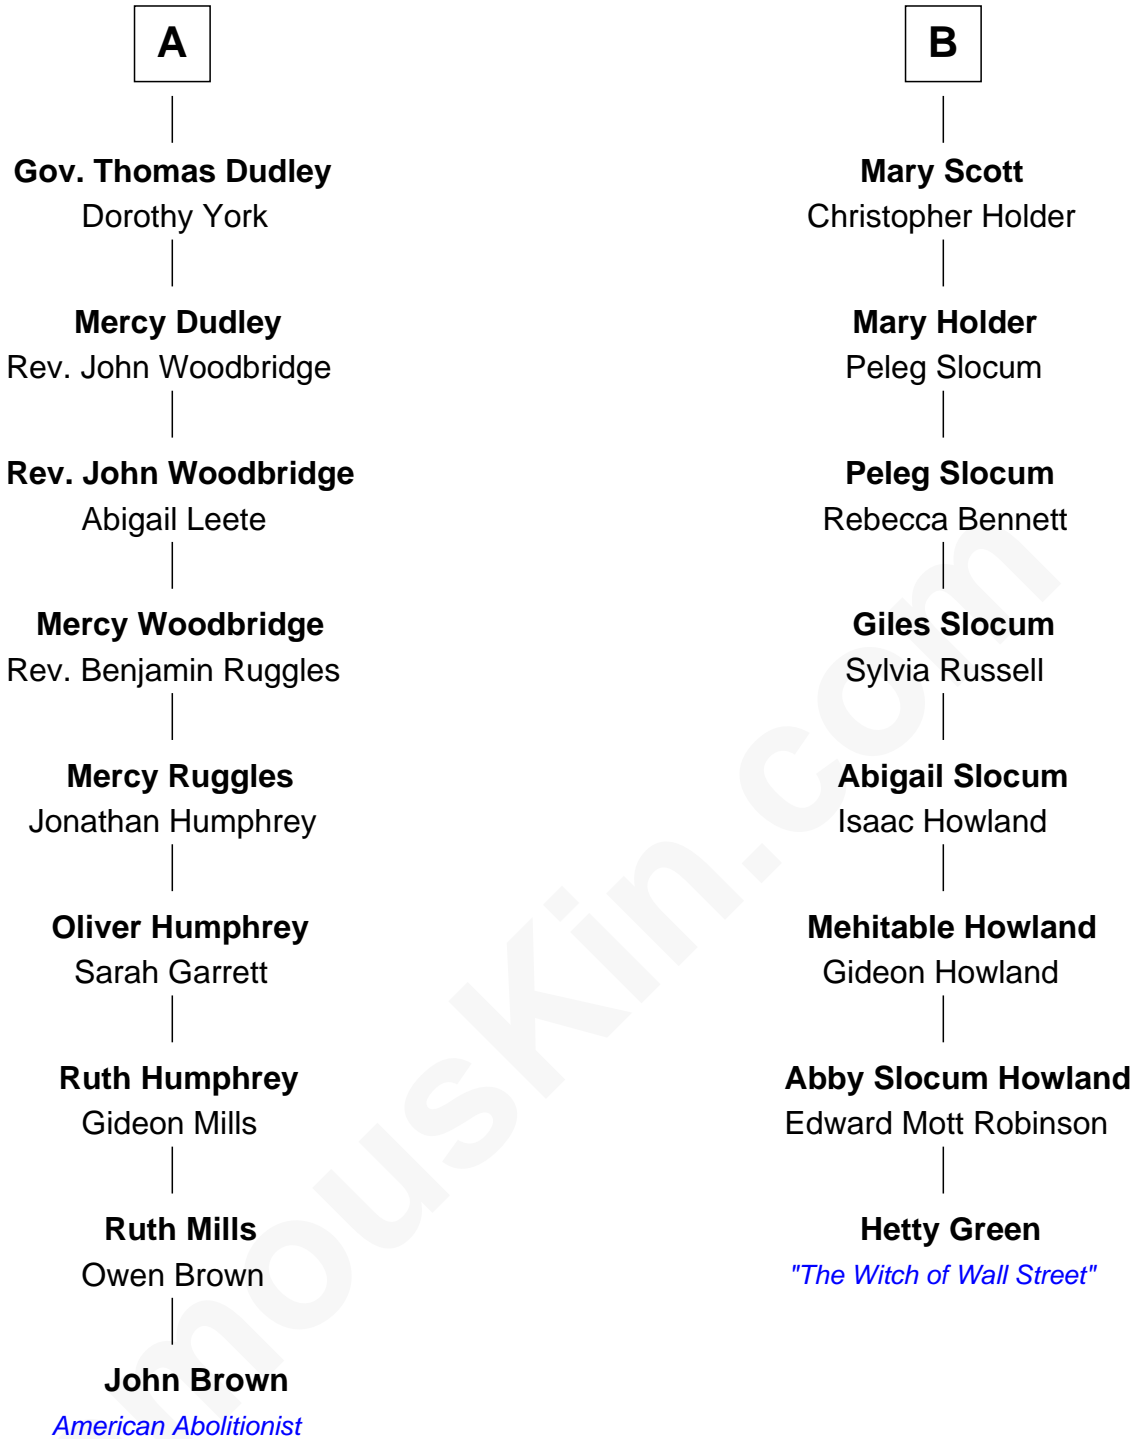 A
Gov. Thomas Dudley
Dorothy York
Mercy Dudley
Rev. John Woodbridge
Rev. John Woodbridge
Abigail Leete
Mercy Woodbridge
Rev. Benjamin Ruggles
Mercy Ruggles
Jonathan Humphrey
Oliver Humphrey
Sarah Garrett
Ruth Humphrey
Gideon Mills
Ruth Mills
Owen Brown
John Brown
American Abolitionist
B
Mary Scott
Christopher Holder
Mary Holder
Peleg Slocum
Peleg Slocum
Rebecca Bennett
Giles Slocum
Sylvia Russell
Abigail Slocum
Isaac Howland
Mehitable Howland
Gideon Howland
Abby Slocum Howland
Edward Mott Robinson
Hetty Green
"The Witch of Wall Street"
mousKin.com